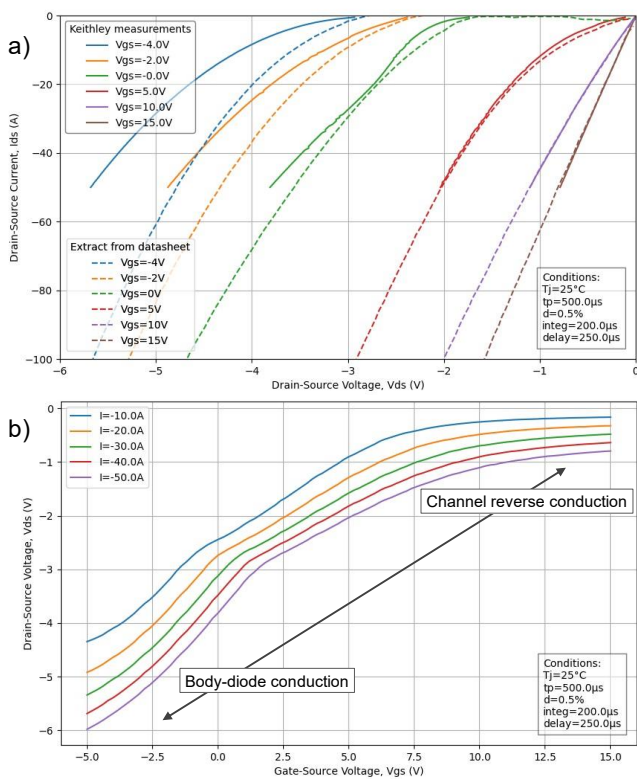 a)
Keithley measurements
Vgs=-4.0V
Vgs=-2.0V
Vgs=-0.0V
Vgs=5.0V
Vgs=10.0V
Vgs=15.0V
Extract from datasheet
Vgs=-4V
Vgs=-2V
Vgs=0V
Vgs=5V
Vgs=10V
Vgs=15V
Conditions:
Tj=25°C
tp=500.0µs
d=0.5%
integ=200.0µs
delay=250.0µs
0
−20
−40
−60
−80
−100
Drain-Source Current, Ids (A)
−6 −5 −4 −3 −2 −1 0
Drain-Source Voltage, Vds (V)
b)
I=-10.0A
I=-20.0A
I=-30.0A
I=-40.0A
I=-50.0A
Channel reverse conduction
Body-diode conduction
Conditions:
Tj=25°C
tp=500.0µs
d=0.5%
integ=200.0µs
delay=250.0µs
0
−1
−2
−3
−4
−5
−6
Drain-Source Voltage, Vds (V)
−5.0 −2.5 0.0 2.5 5.0 7.5 10.0 12.5 15.0
Gate-Source Voltage, Vgs (V)